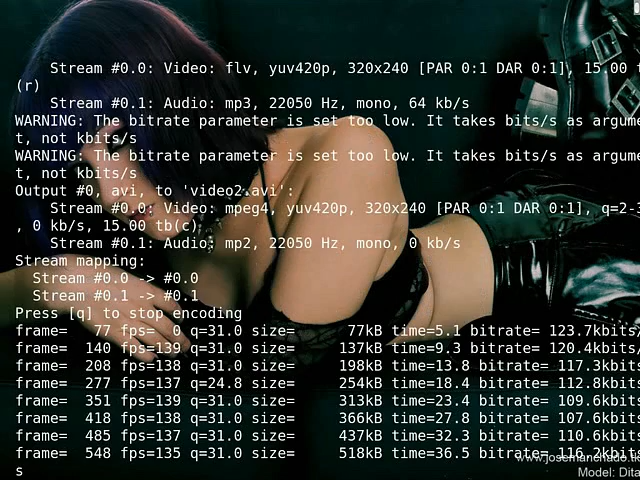 Stream #0.0: Video: flv, yuv420p, 320x240 [PAR 0:1 DAR 0:1], 15.00 t
(r)
Stream #0.1: Audio: mp3, 22050 Hz, mono, 64 kb/s
WARNING: The bitrate parameter is set too low. It takes bits/s as argume
t, not kbits/s
WARNING: The bitrate parameter is set too low. It takes bits/s as argume
t, not kbits/s
Output #0, avi, to 'video2.avi':
Stream #0.0: Video: mpeg4, yuv420p, 320x240 [PAR 0:1 DAR 0:1], q=2-3
, 0 kb/s, 15.00 tb(c)
Stream #0.1: Audio: mp2, 22050 Hz, mono, 0 kb/s
Stream mapping:
Stream #0.0 -> #0.0
Stream #0.1 -> #0.1
Press [q] to stop encoding
frame=   77 fps=  0 q=31.0 size=      77kB time=5.1 bitrate= 123.7kbits/
frame=  140 fps=139 q=31.0 size=     137kB time=9.3 bitrate= 120.4kbits/
frame=  208 fps=138 q=31.0 size=     198kB time=13.8 bitrate= 117.3kbits
frame=  277 fps=137 q=24.8 size=     254kB time=18.4 bitrate= 112.8kbits
frame=  351 fps=139 q=31.0 size=     313kB time=23.4 bitrate= 109.6kbits
frame=  418 fps=138 q=31.0 size=     366kB time=27.8 bitrate= 107.6kbits
frame=  485 fps=137 q=31.0 size=     437kB time=32.3 bitrate= 110.6kbits
frame=  548 fps=135 q=31.0 size=     518kB time=36.5 bitrate= 116.2kbits
s
www.josemanchado.tk
Model: Dita